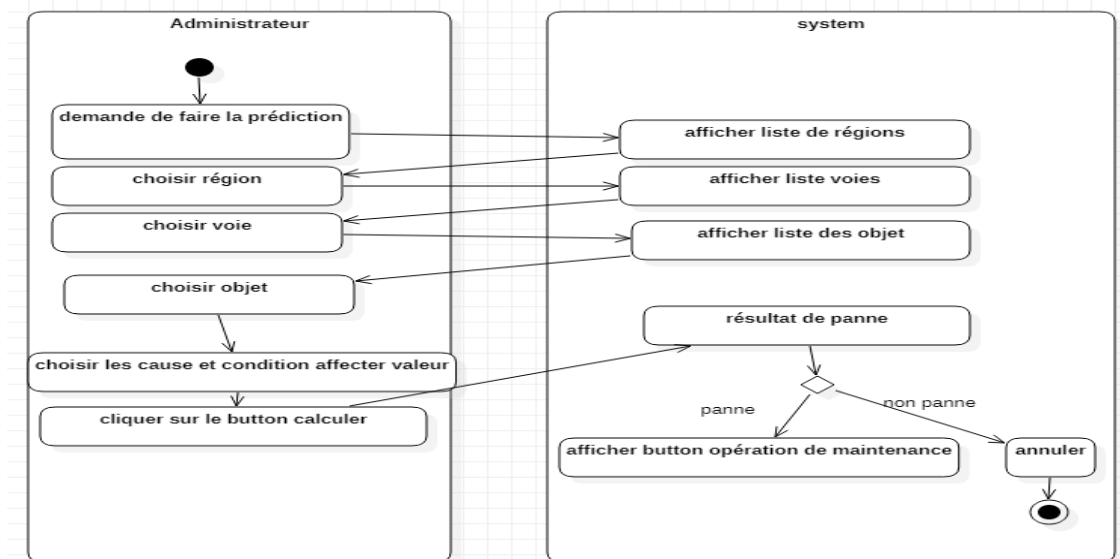 Administrateur
system
demande de faire la prédiction
afficher liste de régions
choisir région
afficher liste voies
choisir voie
afficher liste des objet
choisir objet
résultat de panne
choisir les cause et condition affecter valeur
cliquer sur le button calculer
panne
non panne
afficher button opération de maintenance
annuler